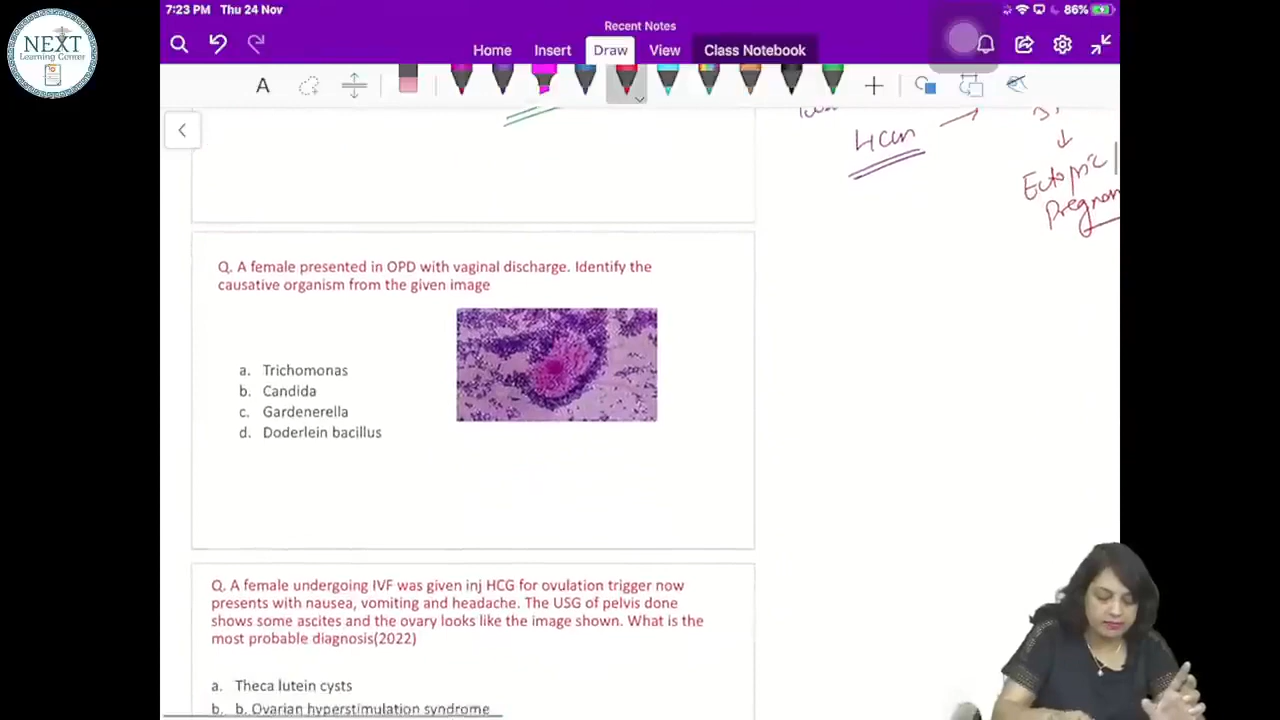 7:23 PM Thu 24 Nov
86%
Recent Notes
Home Insert Draw View Class Notebook
NEXT
Learning Center
A
4cm
Ectopic
Q. A female presented in OPD with vaginal discharge. Identify the
causative organism from the given image
a. Trichomonas
b. Candida
c. Gardenerella
d. Doderlein bacillus
Q. A female undergoing IVF was given inj HCG for ovulation trigger now
presents with nausea, vomiting and headache. The USG of pelvis done
shows some ascites and the ovary looks like the image shown. What is the
most probable diagnosis(2022)
a. Theca lutein cysts
b. b. Ovarian hyperstimulation syndrome